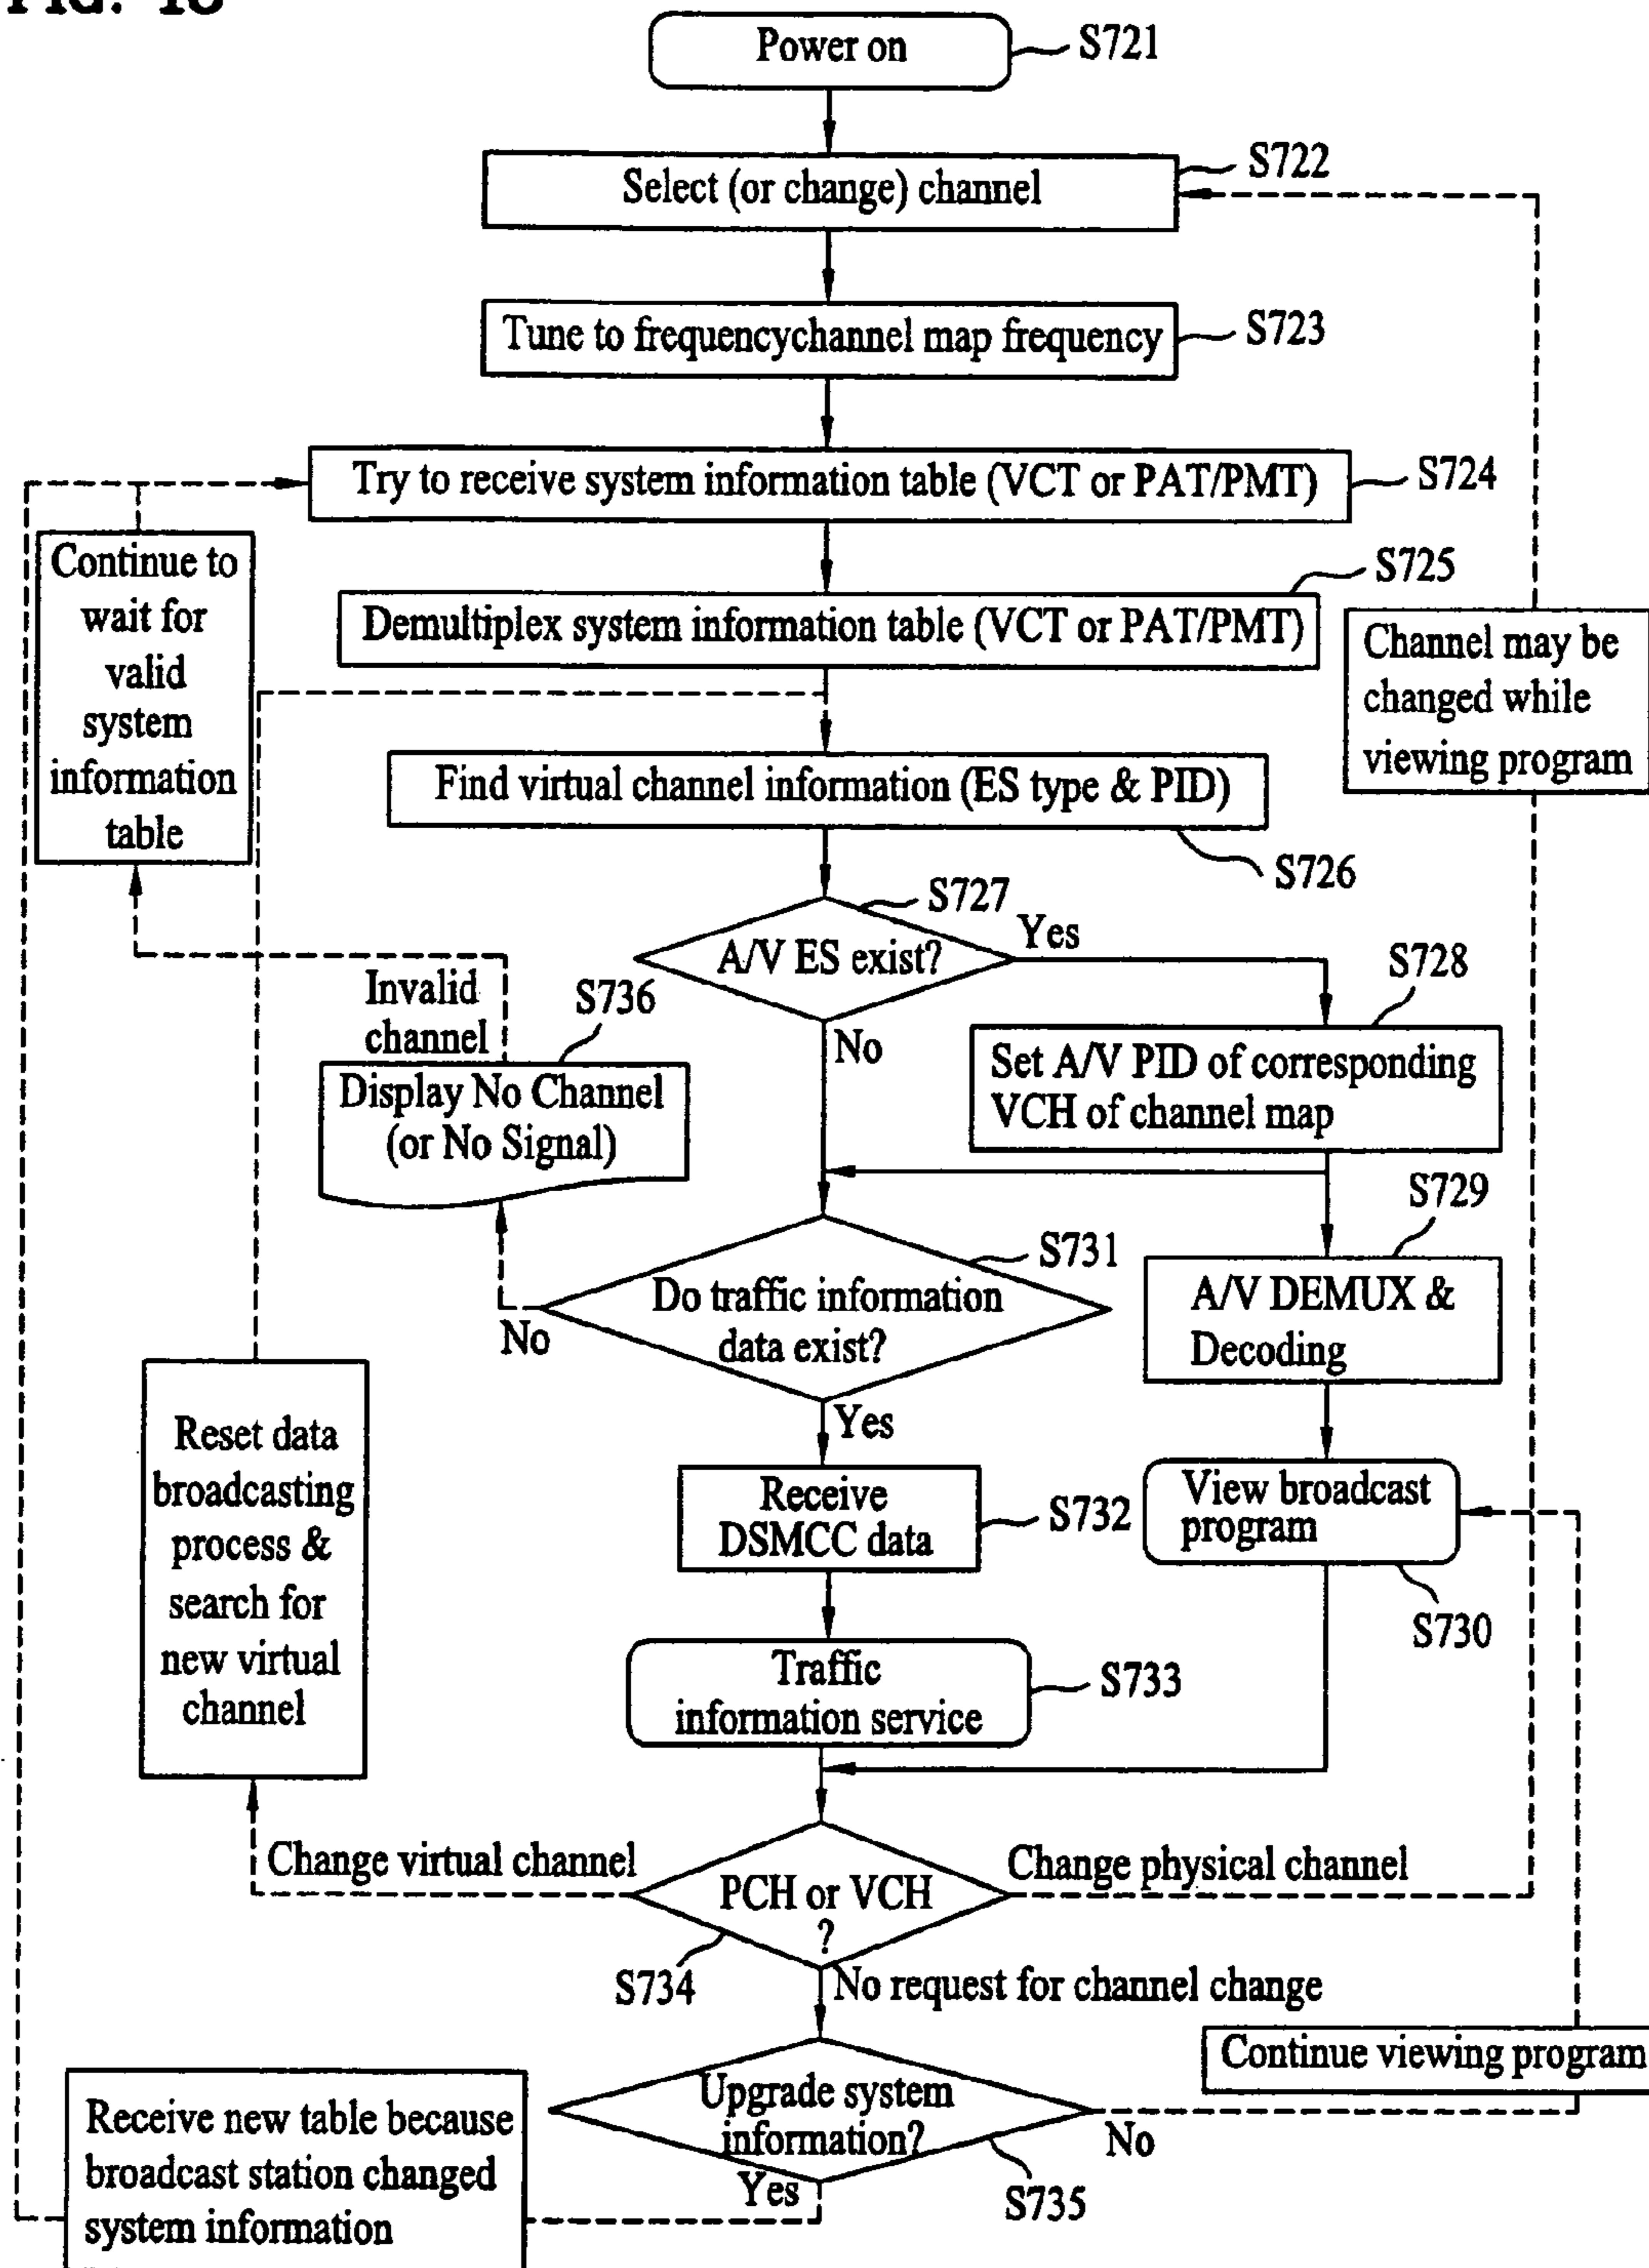 Power on
S721
Select (or change) channel
S722
Tune to frequencychannel map frequency
S723
Try to receive system information table (VCT or PAT/PMT)
S724
Continue to
wait for
valid
system
information
table
Demultiplex system information table (VCT or PAT/PMT)
S725
Channel may be
changed while
viewing program
Find virtual channel information (ES type & PID)
S726
A/V ES exist?
S727
Yes
No
Set A/V PID of corresponding
VCH of channel map
S728
Invalid
channel
S736
Display No Channel
(or No Signal)
A/V DEMUX &
Decoding
S729
Do traffic information
data exist?
S731
No
Yes
Receive
DSMCC data
S732
View broadcast
program
S730
Reset data
broadcasting
process &
search for
new virtual
channel
Traffic
information service
S733
PCH or VCH
?
S734
Change virtual channel
Change physical channel
No request for channel change
Continue viewing program
Upgrade system
information?
S735
No
Yes
Receive new table because
broadcast station changed
system information